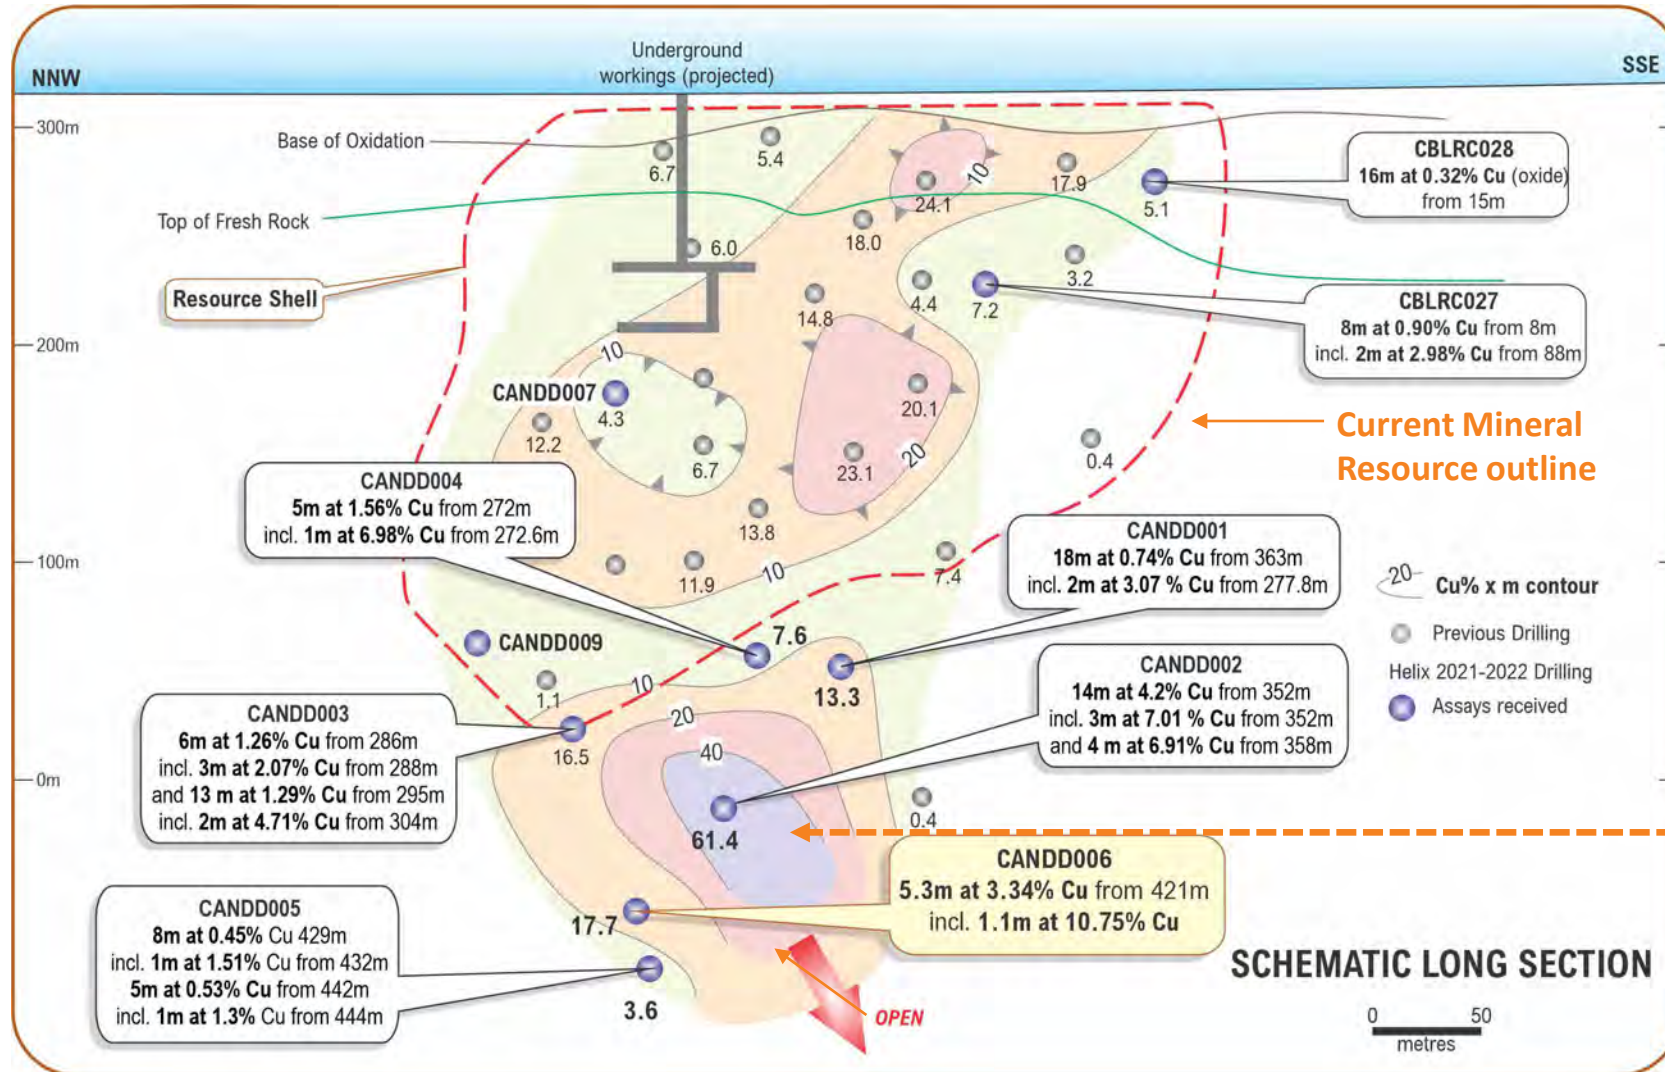 Underground
workings (projected)
NNW
SSE
300m
Base of Oxidation
6.7
5.4
24.1
10
17.9
5.1
CBLRC028
16m at 0.32% Cu (oxide)
from 15m
Top of Fresh Rock
18.0
6.0
3.2
4.4
7.2
Resource Shell
14.8
CBLRC027
8m at 0.90% Cu from 8m
incl. 2m at 2.98% Cu from 88m
200m
10
CANDD007
4.3
12.2
6.7
20.1
23.1
20
0.4
Current Mineral
Resource outline
CANDD004
5m at 1.56% Cu from 272m
incl. 1m at 6.98% Cu from 272.6m
13.8
11.9
10
7.4
100m
CANDD001
18m at 0.74% Cu from 363m
incl. 2m at 3.07 % Cu from 277.8m
20
Cu% x m contour
Previous Drilling
Helix 2021-2022 Drilling
Assays received
CANDD009
7.6
13.3
1.1
10
CANDD002
14m at 4.2% Cu from 352m
incl. 3m at 7.01 % Cu from 352m
and 4 m at 6.91% Cu from 358m
CANDD003
6m at 1.26% Cu from 286m
incl. 3m at 2.07% Cu from 288m
and 13 m at 1.29% Cu from 295m
incl. 2m at 4.71% Cu from 304m
16.5
20
40
0m
61.4
0.4
CANDD006
5.3m at 3.34% Cu from 421m
incl. 1.1m at 10.75% Cu
17.7
CANDD005
8m at 0.45% Cu 429m
incl. 1m at 1.51% Cu from 432m
5m at 0.53% Cu from 442m
incl. 1m at 1.3% Cu from 444m
3.6
OPEN
SCHEMATIC LONG SECTION
0 50
metres